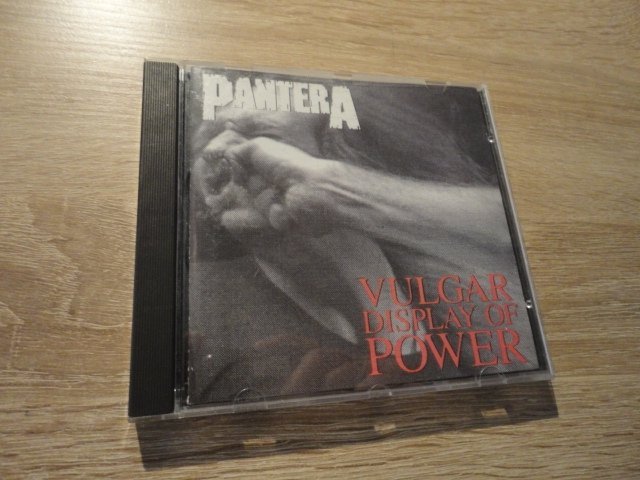 PANTERA
VULGAR
DISPLAY OF
POWER